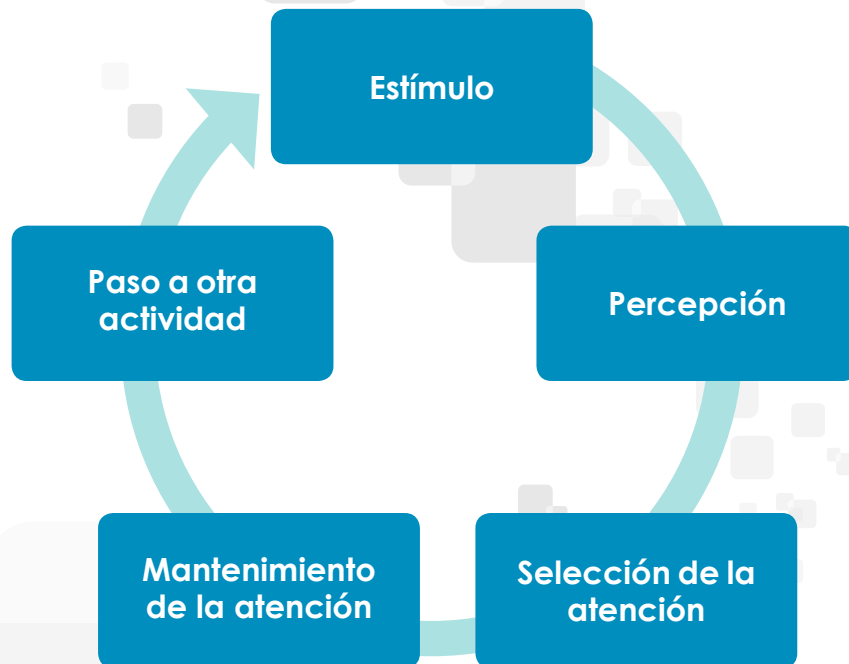 Estímulo
Percepción
Selección de la
atención
Mantenimiento
de la atención
Paso a otra
actividad